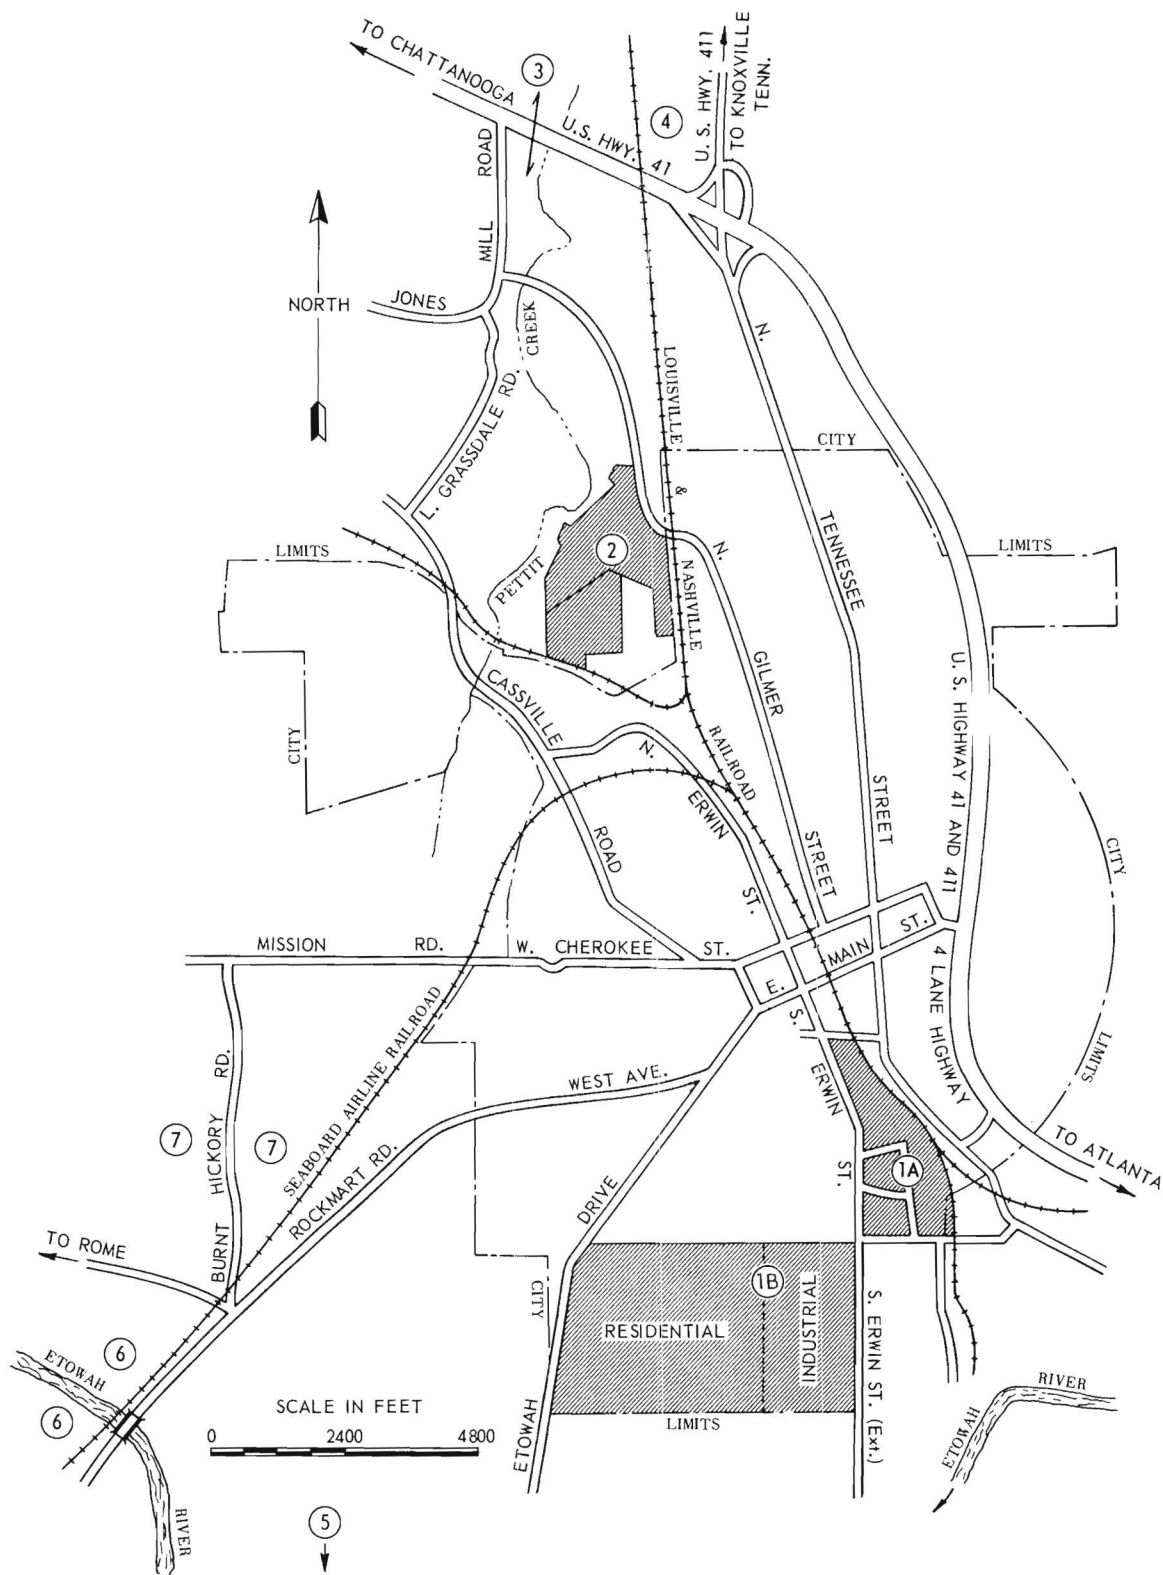 TO CHATTANOOGA
3
U.S. HWY. 41
4
U. S. HWY. 411
TO KNOXVILLE
TENN.
MILL ROAD
NORTH
JONES
CREEK
L. GRASSDALE RD.
LOUISVILLE
&
NASHVILLE
RAILROAD
N.
TENNESSEE
STREET
CITY
LIMITS
LIMITS
CITY
PETTIT
2
N.
GILMER
STREET
CASSVILLE
ROAD
N.
ERWIN
ST.
U. S. HIGHWAY 41 AND 411
4 LANE HIGHWAY
CITY
LIMITS
MISSION RD.
W. CHEROKEE ST.
E. MAIN ST.
S.
ERWIN
ST.
SEABOARD AIRLINE RAILROAD
WEST AVE.
ROCKMART RD.
BURNT HICKORY RD.
7
7
1A
TO ATLANTA
TO ROME
ETOWAH DRIVE
CITY
LIMITS
1B
RESIDENTIAL
INDUSTRIAL
S. ERWIN ST. (Ext.)
6
6
ETOWAH
RIVER
ETOWAH
RIVER
SCALE IN FEET
0 2400 4800
5